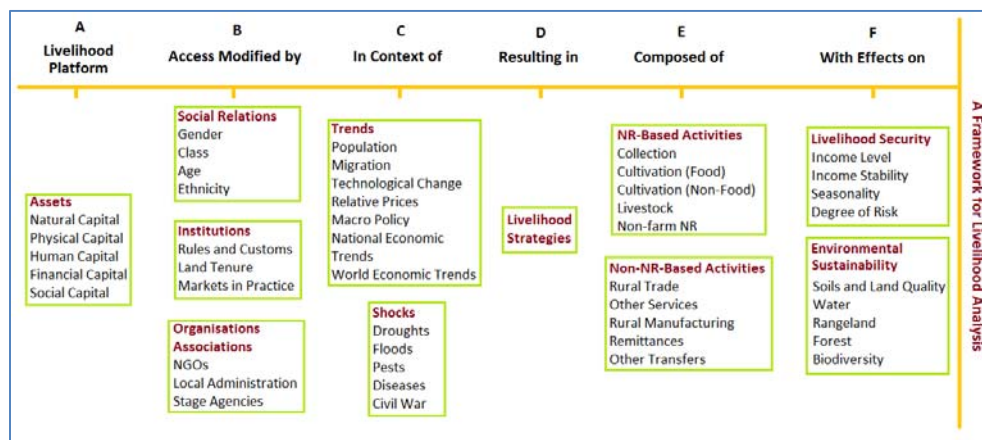 A
Livelihood
Platform
B
Access Modified by
C
In Context of
D
Resulting in
E
Composed of
F
With Effects on
Assets
Natural Capital
Physical Capital
Human Capital
Financial Capital
Social Capital
Social Relations
Gender
Class
Age
Ethnicity
Institutions
Rules and Customs
Land Tenure
Markets in Practice
Organisations
Associations
NGOs
Local Administration
Stage Agencies
Trends
Population
Migration
Technological Change
Relative Prices
Macro Policy
National Economic
Trends
World Economic Trends
Shocks
Droughts
Floods
Pests
Diseases
Civil War
Livelihood
Strategies
NR-Based Activities
Collection
Cultivation (Food)
Cultivation (Non-Food)
Livestock
Non-farm NR
Non-NR-Based Activities
Rural Trade
Other Services
Rural Manufacturing
Remittances
Other Transfers
Livelihood Security
Income Level
Income Stability
Seasonality
Degree of Risk
Environmental
Sustainability
Soils and Land Quality
Water
Rangeland
Forest
Biodiversity
A Framework for Livelihood Analysis